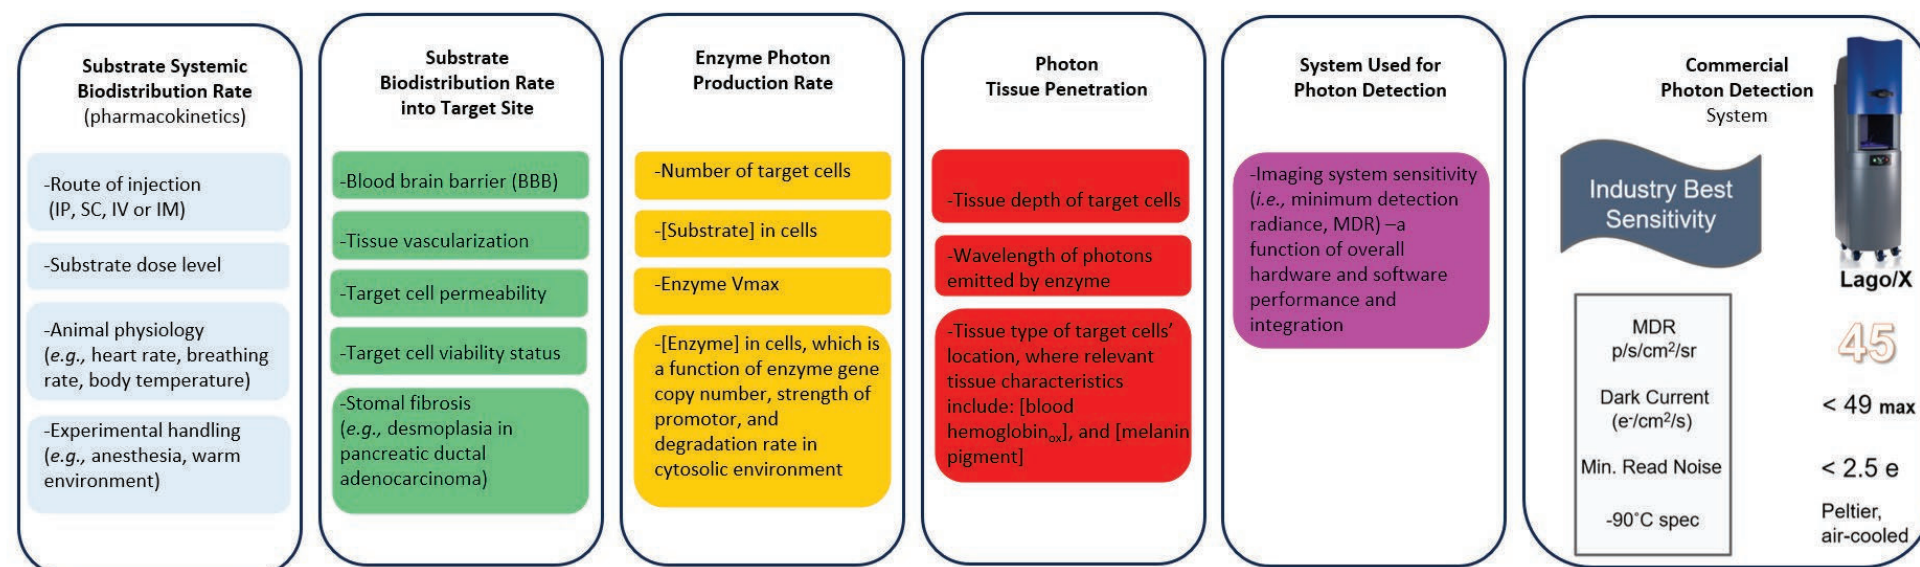 Substrate Systemic
Biodistribution Rate
(pharmacokinetics)
-Route of injection
(IP, SC, IV or IM)
-Substrate dose level
-Animal physiology
(e.g., heart rate, breathing
rate, body temperature)
-Experimental handling
(e.g., anesthesia, warm
environment)
Substrate
Biodistribution Rate
into Target Site
-Blood brain barrier (BBB)
-Tissue vascularization
-Target cell permeability
-Target cell viability status
-Stomal fibrosis
(e.g., desmoplasia in
pancreatic ductal
adenocarcinoma)
Enzyme Photon
Production Rate
-Number of target cells
-[Substrate] in cells
-Enzyme Vmax
-[Enzyme] in cells, which is
a function of enzyme gene
copy number, strength of
promotor, and
degradation rate in
cytosolic environment
Photon
Tissue Penetration
-Tissue depth of target cells
-Wavelength of photons
emitted by enzyme
-Tissue type of target cells’
location, where relevant
tissue characteristics
include: [blood
hemoglobinox], and [melanin
pigment]
System Used for
Photon Detection
-Imaging system sensitivity
(i.e., minimum detection
radiance, MDR) –a
function of overall
hardware and software
performance and
integration
Commercial
Photon Detection
System
Industry Best
Sensitivity
Lago/X
MDR
p/s/cm²/sr
45
Dark Current
(e-/cm²/s)
< 49 max
Min. Read Noise
< 2.5 e
-90˚C spec
Peltier,
air-cooled